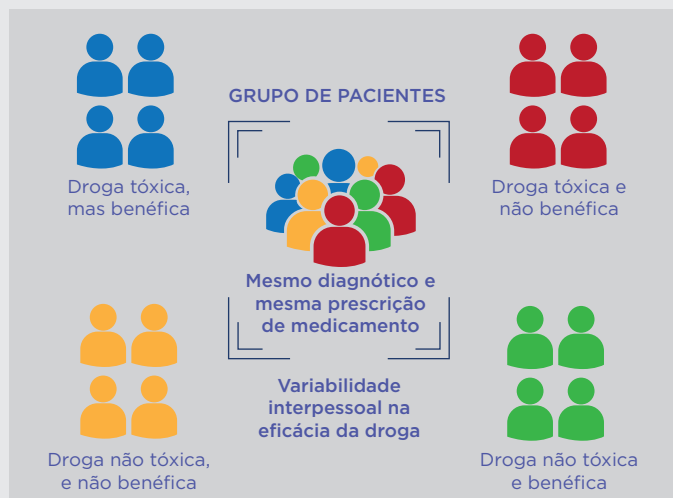 GRUPO DE PACIENTES
Droga tóxica,
mas benéfica
Droga tóxica e
não benéfica
Mesmo diagnótico e
mesma prescrição
de medicamento
Variabilidade
interpessoal na
eficácia da droga
Droga não tóxica,
e não benéfica
Droga não tóxica
e benéfica